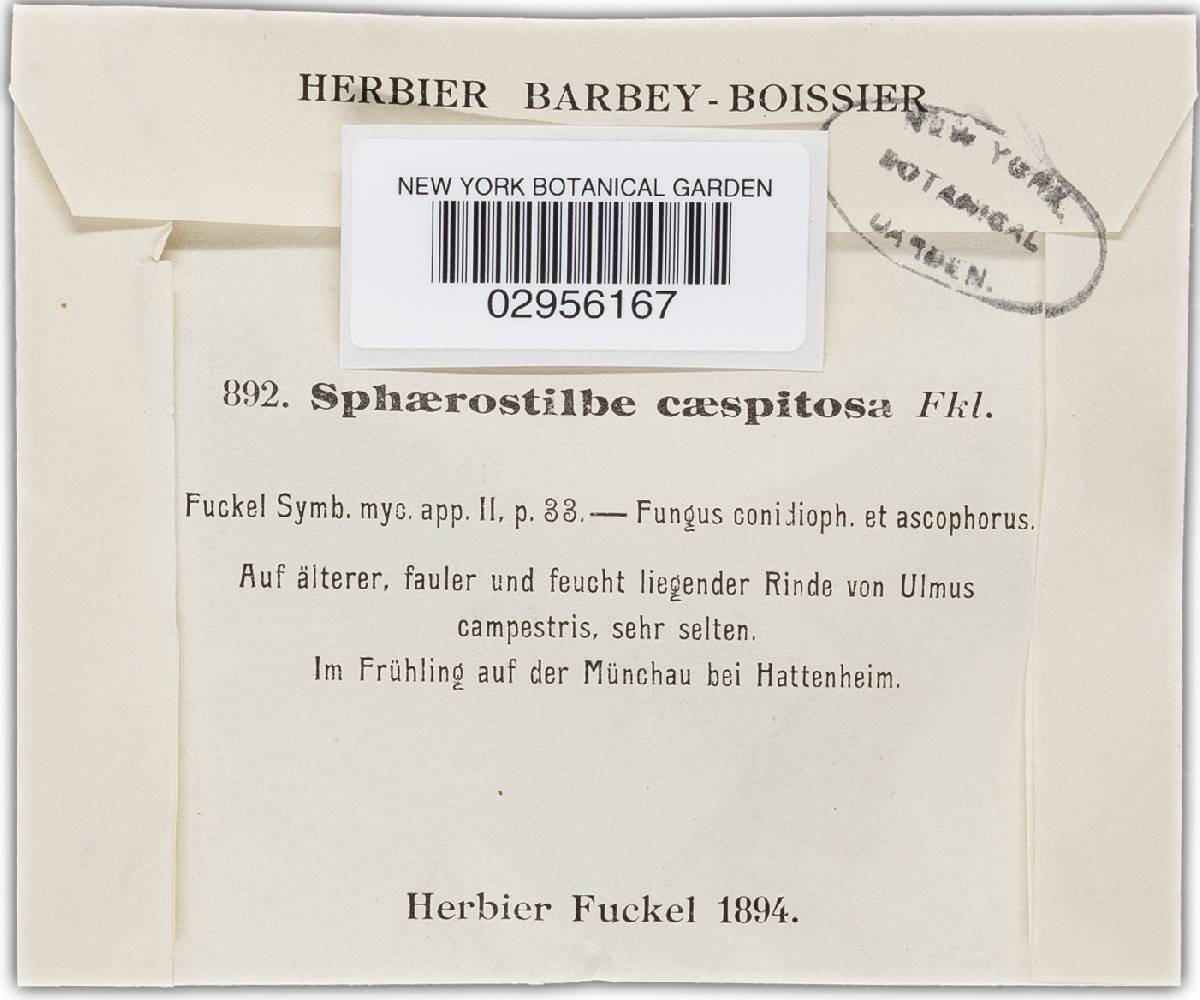 HERBIER BARBEY-BOISSIER
NEW YORK
BOTANICAL
GARDEN.
NEW YORK BOTANICAL GARDEN
02956167
892. Sphærostilbe cæspitosa Fkl.
Fuckel Symb. myc. app. II, p. 33. — Fungus conidioph. et ascophorus.
Auf älterer, fauler und feucht liegender Rinde von Ulmus
campestris, sehr selten.
Im Frühling auf der Münchau bei Hattenheim.
Herbier Fuckel 1894.